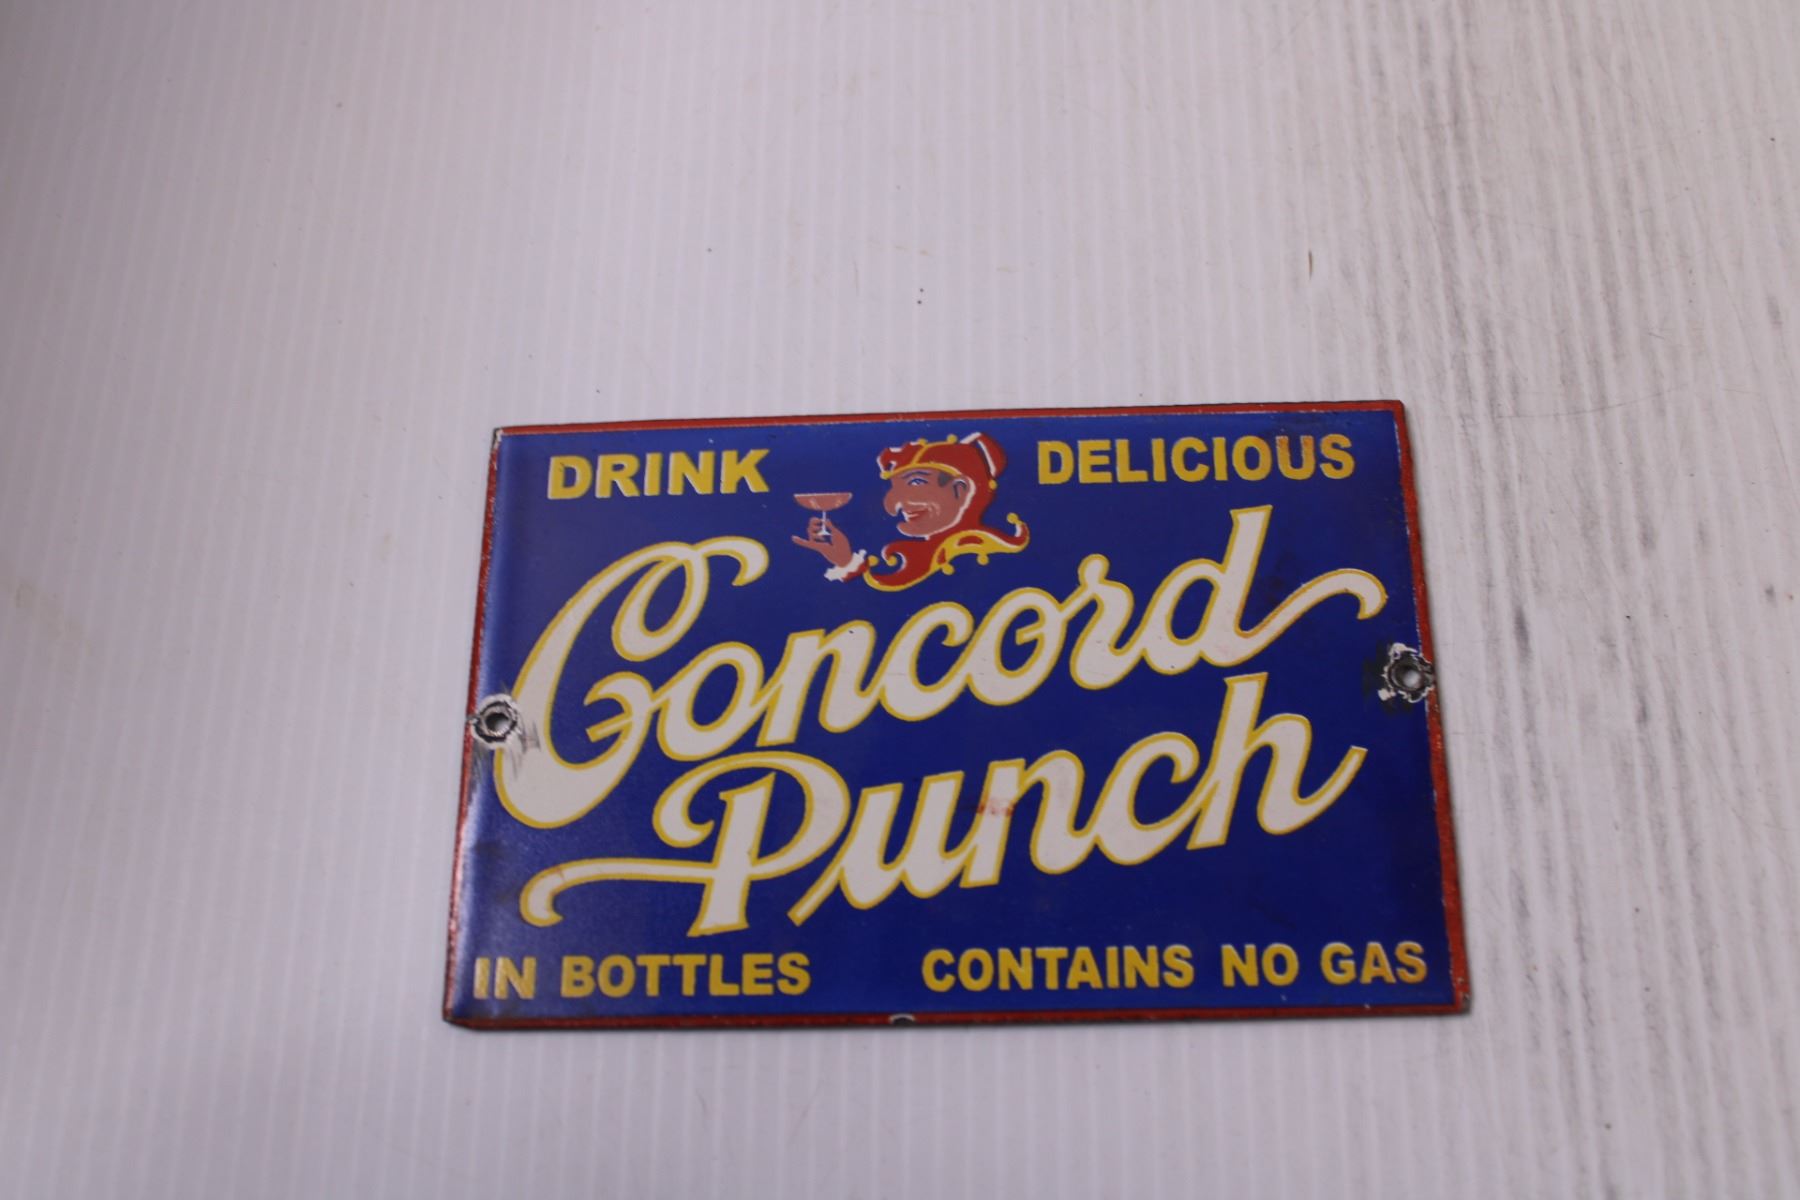 DRINK DELICIOUS
Concord
Punch
IN BOTTLES CONTAINS NO GAS